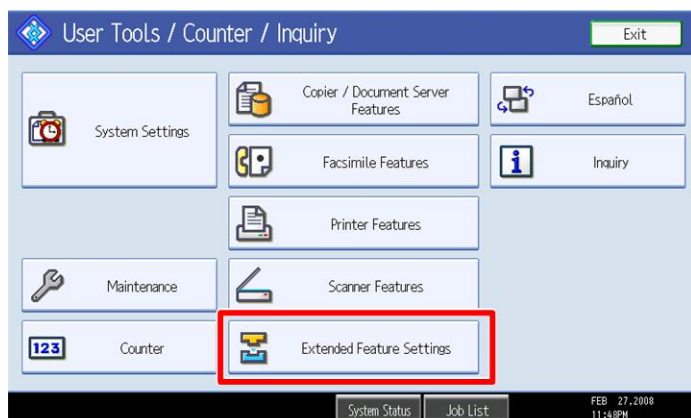 User Tools / Counter / Inquiry
Exit
System Settings
Copier / Document Server
Features
Español
Facsimile Features
Inquiry
Printer Features
Maintenance
Scanner Features
123
Counter
Extended Feature Settings
System Status
Job List
FEB 27,2008
11:48PM